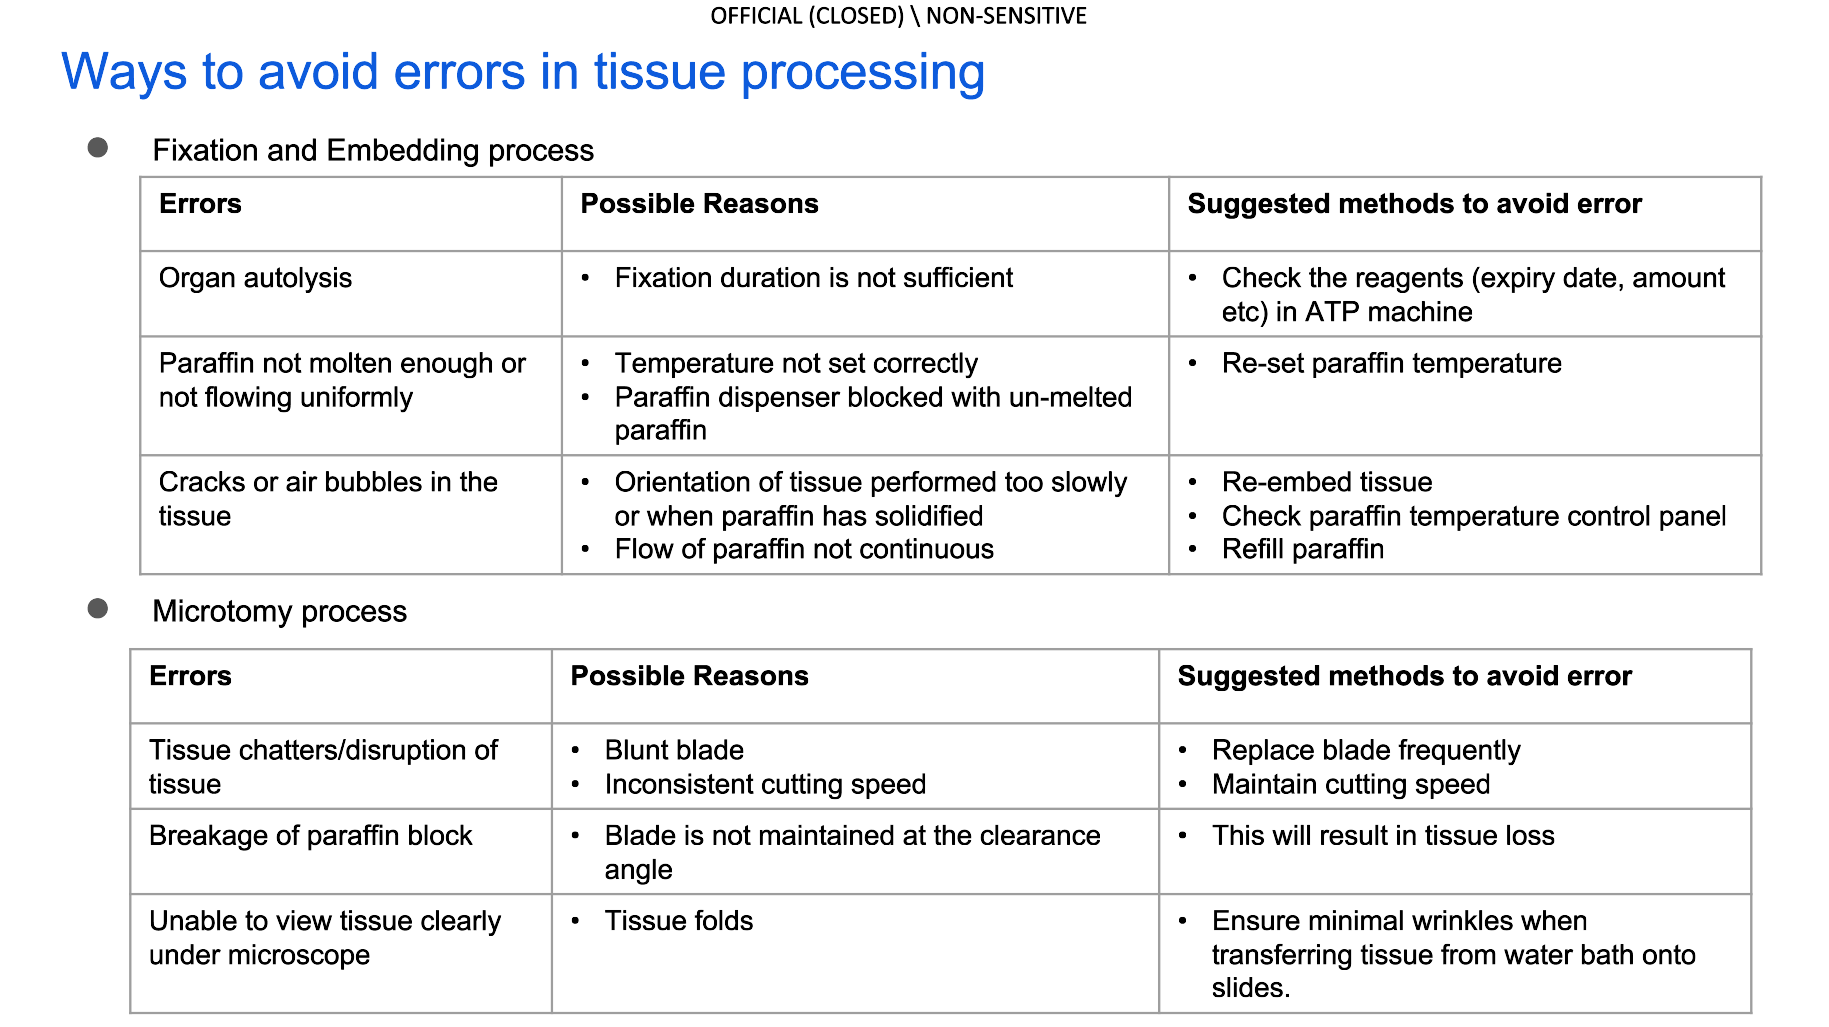 OFFICIAL (CLOSED) \ NON-SENSITIVE
Ways to avoid errors in tissue processing
● Fixation and Embedding process
Errors
Possible Reasons
Suggested methods to avoid error
Organ autolysis
• Fixation duration is not sufficient
• Check the reagents (expiry date, amount
etc) in ATP machine
Paraffin not molten enough or
not flowing uniformly
• Temperature not set correctly
• Paraffin dispenser blocked with un-melted
paraffin
• Re-set paraffin temperature
Cracks or air bubbles in the
tissue
• Orientation of tissue performed too slowly
or when paraffin has solidified
• Flow of paraffin not continuous
• Re-embed tissue
• Check paraffin temperature control panel
• Refill paraffin
● Microtomy process
Errors
Possible Reasons
Suggested methods to avoid error
Tissue chatters/disruption of
tissue
• Blunt blade
• Inconsistent cutting speed
• Replace blade frequently
• Maintain cutting speed
Breakage of paraffin block
• Blade is not maintained at the clearance
angle
• This will result in tissue loss
Unable to view tissue clearly
under microscope
• Tissue folds
• Ensure minimal wrinkles when
transferring tissue from water bath onto
slides.